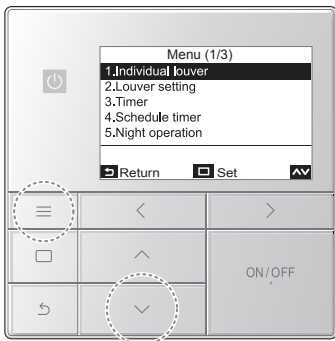 Menu (1/3)
1.Individual louver
2.Louver setting
3.Timer
4.Schedule timer
5.Night operation
Return Set
ON/OFF